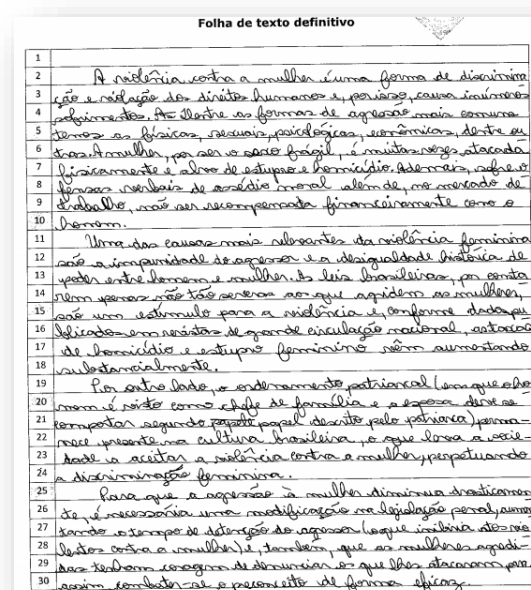 Folha de texto definitivo
1
2 A violência contra a mulher é uma forma de discrimina
3 ção e violação dos direitos humanos e, por isso, causa inúmeros
4 sofrimentos. As dentre as formas de agressão mais comuns
5 temos as físicas, sexuais, psicológicas, econômicas, dentre ou
6 tras. A mulher, por ser o sexo frágil, é muitas vezes atacada
7 fisicamente e alvo de estupro e homicídio. Ademais, sofre o
8 fensas verbais de assédio moral além de, no mercado de
9 trabalho, não ser recompensada financeiramente como o
10 homem.
11 Uma das causas mais relevantes da violência feminina
12 são a impunidade do agressor e a desigualdade histórica de
13 poder entre homem e mulher. As leis brasileiras, por conta
14 rem penas não tão severas aos que agridem as mulheres,
15 são um estímulo para a violência e, conforme dados pu
16 blicados em revistas de grande circulação nacional, as taxas
17 de homicídio e estupro feminino vêm aumentando
18 substancialmente.
19 Por outro lado, o ordenamento patriarcal (em que o ho
20 mem é visto como chefe de família e a esposa deve se
21 comportar segundo papel descrito pelo patriarca) perma-
22 nece presente na cultura brasileira, o que leva a socie-
23 dade a aceitar a violência contra a mulher, perpetuando
24 a discriminação feminina.
25 Para que a agressão à mulher diminua drasticamen
26 te, é necessária uma modificação na legislação penal, aumen
27 tando o tempo de detenção do agressor (o que inibiria atos vio
28 lentos contra a mulher) e, também, que as mulheres agredi-
29 das tenham coragem de denunciar os que lhes atacaram para
30 assim combater-se o preconceito de forma eficaz.